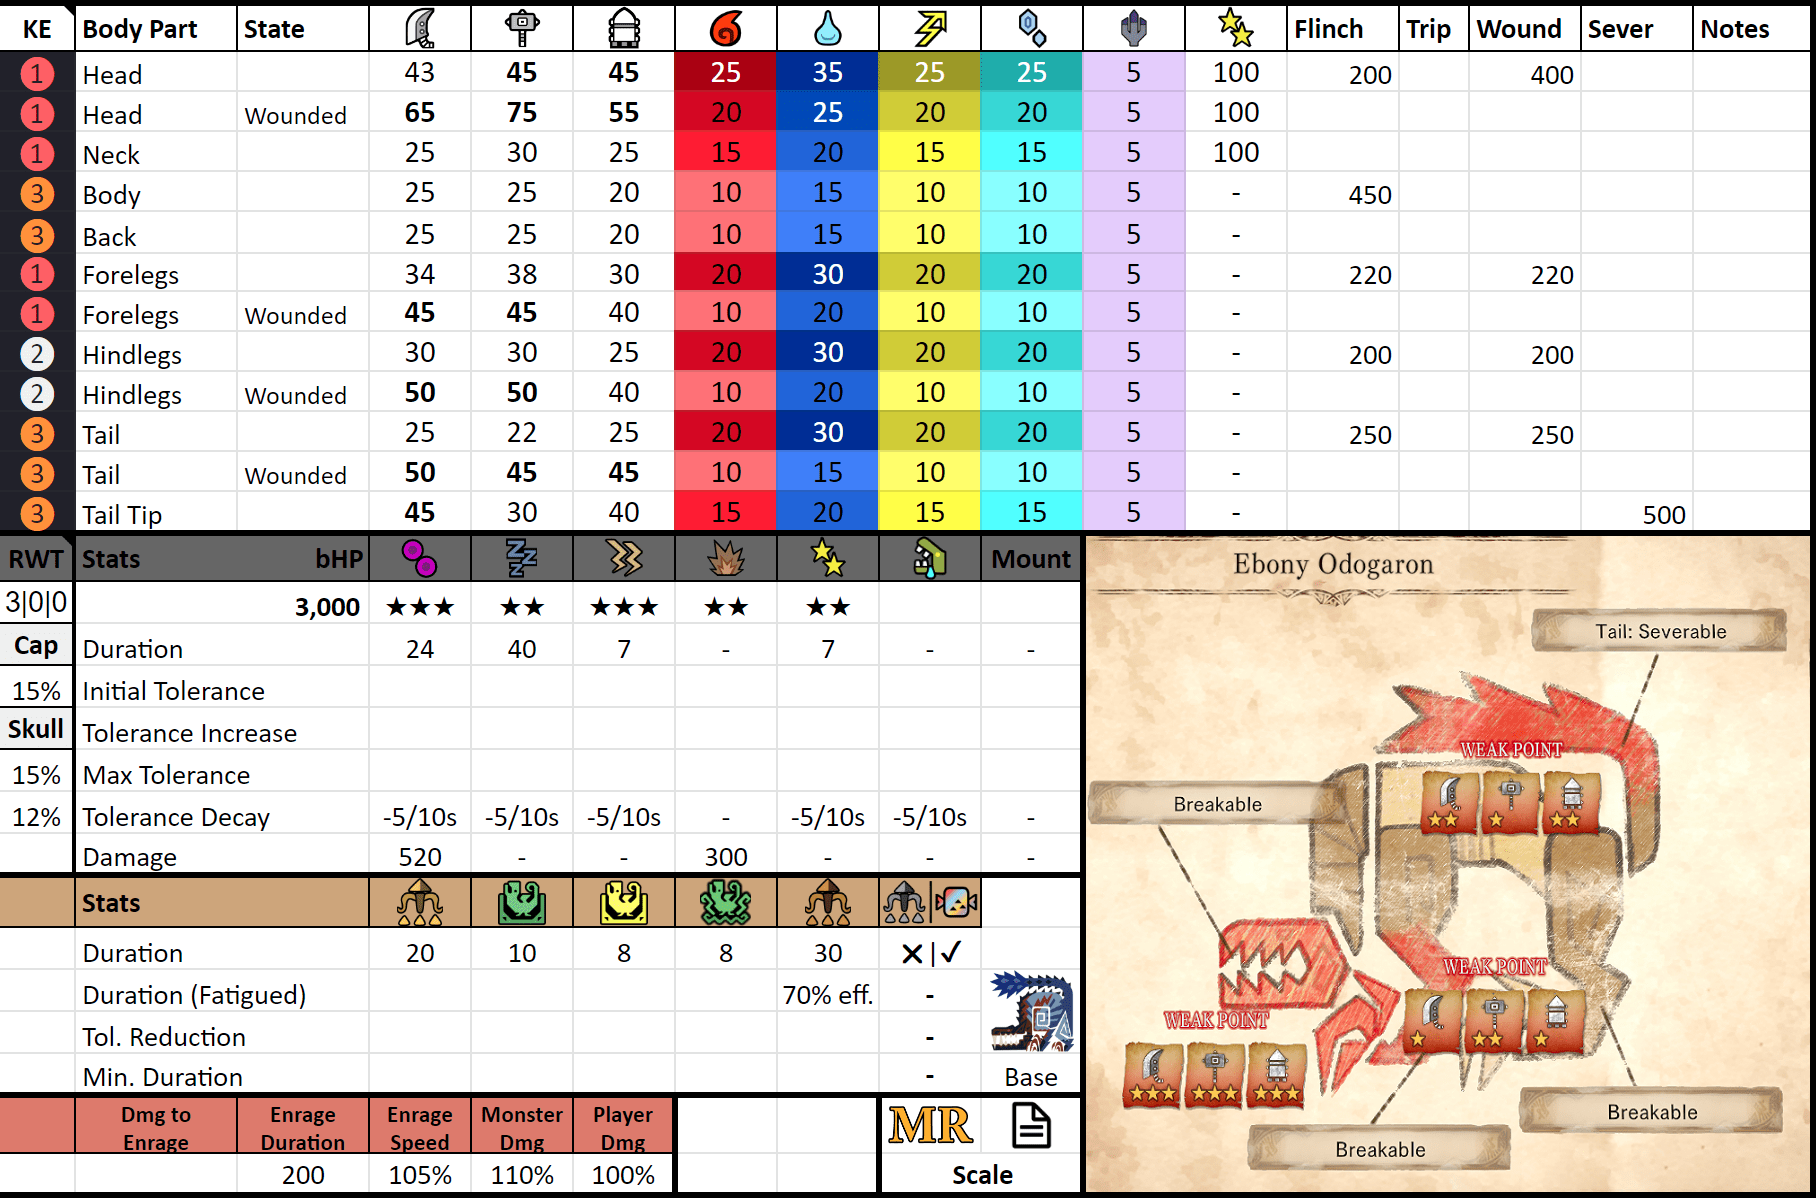 KE Body Part State Flinch Trip Wound Sever Notes
1 Head 43 45 45 25 35 25 25 5 100 200 400
1 Head Wounded 65 75 55 20 25 20 20 5 100
1 Neck 25 30 25 15 20 15 15 5 100
3 Body 25 25 20 10 15 10 10 5 - 450
3 Back 25 25 20 10 15 10 10 5 -
1 Forelegs 34 38 30 20 30 20 20 5 - 220 220
1 Forelegs Wounded 45 45 40 10 20 10 10 5 -
2 Hindlegs 30 30 25 20 30 20 20 5 - 200 200
2 Hindlegs Wounded 50 50 40 10 20 10 10 5 -
3 Tail 25 22 25 20 30 20 20 5 - 250 250
3 Tail Wounded 50 45 45 10 15 10 10 5 -
3 Tail Tip 45 30 40 15 20 15 15 5 - 500
RWT Stats bHP Mount
3|0|0 3,000 ★★★ ★★ ★★★ ★★ ★★
Cap Duration 24 40 7 - 7 - -
15% Initial Tolerance
Skull Tolerance Increase
15% Max Tolerance
12% Tolerance Decay -5/10s -5/10s -5/10s - -5/10s -5/10s -
Damage 520 - - 300 - - -
Stats
Duration 20 10 8 8 30 ✕|✓
Duration (Fatigued) 70% eff. -
Tol. Reduction -
Min. Duration - Base
Dmg to Enrage Enrage Duration Enrage Speed Monster Dmg Player Dmg MR
200 105% 110% 100% Scale
Ebony Odogaron
Tail: Severable
WEAK POINT
★★ ★ ★★
Breakable
WEAK POINT
★ ★★ ★
WEAK POINT
★★★ ★★★ ★★★
Breakable
Breakable